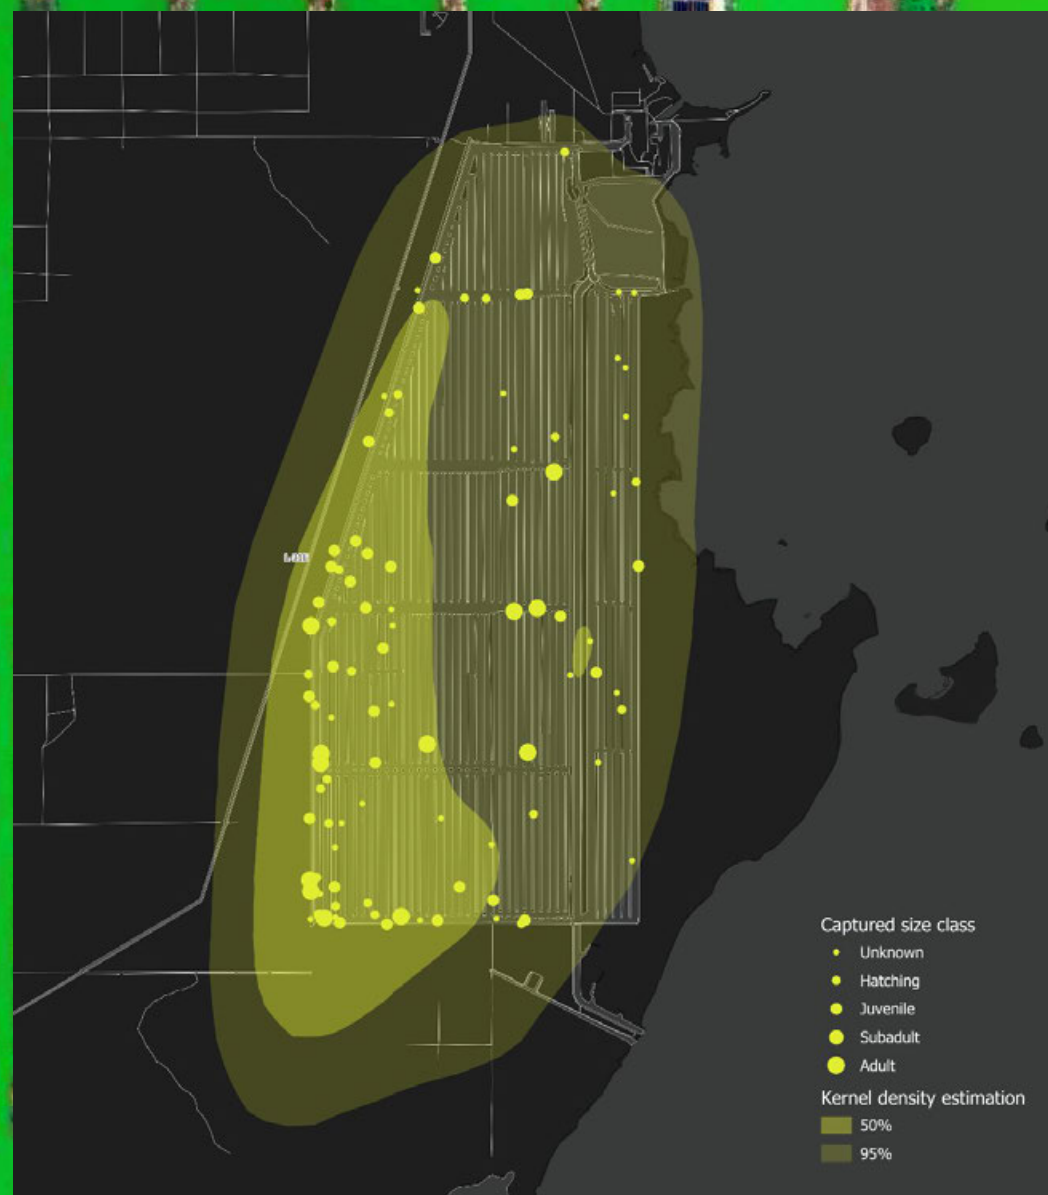 Captured size class
Unknown
Hatching
Juvenile
Subadult
Adult
Kernel density estimation
50%
95%